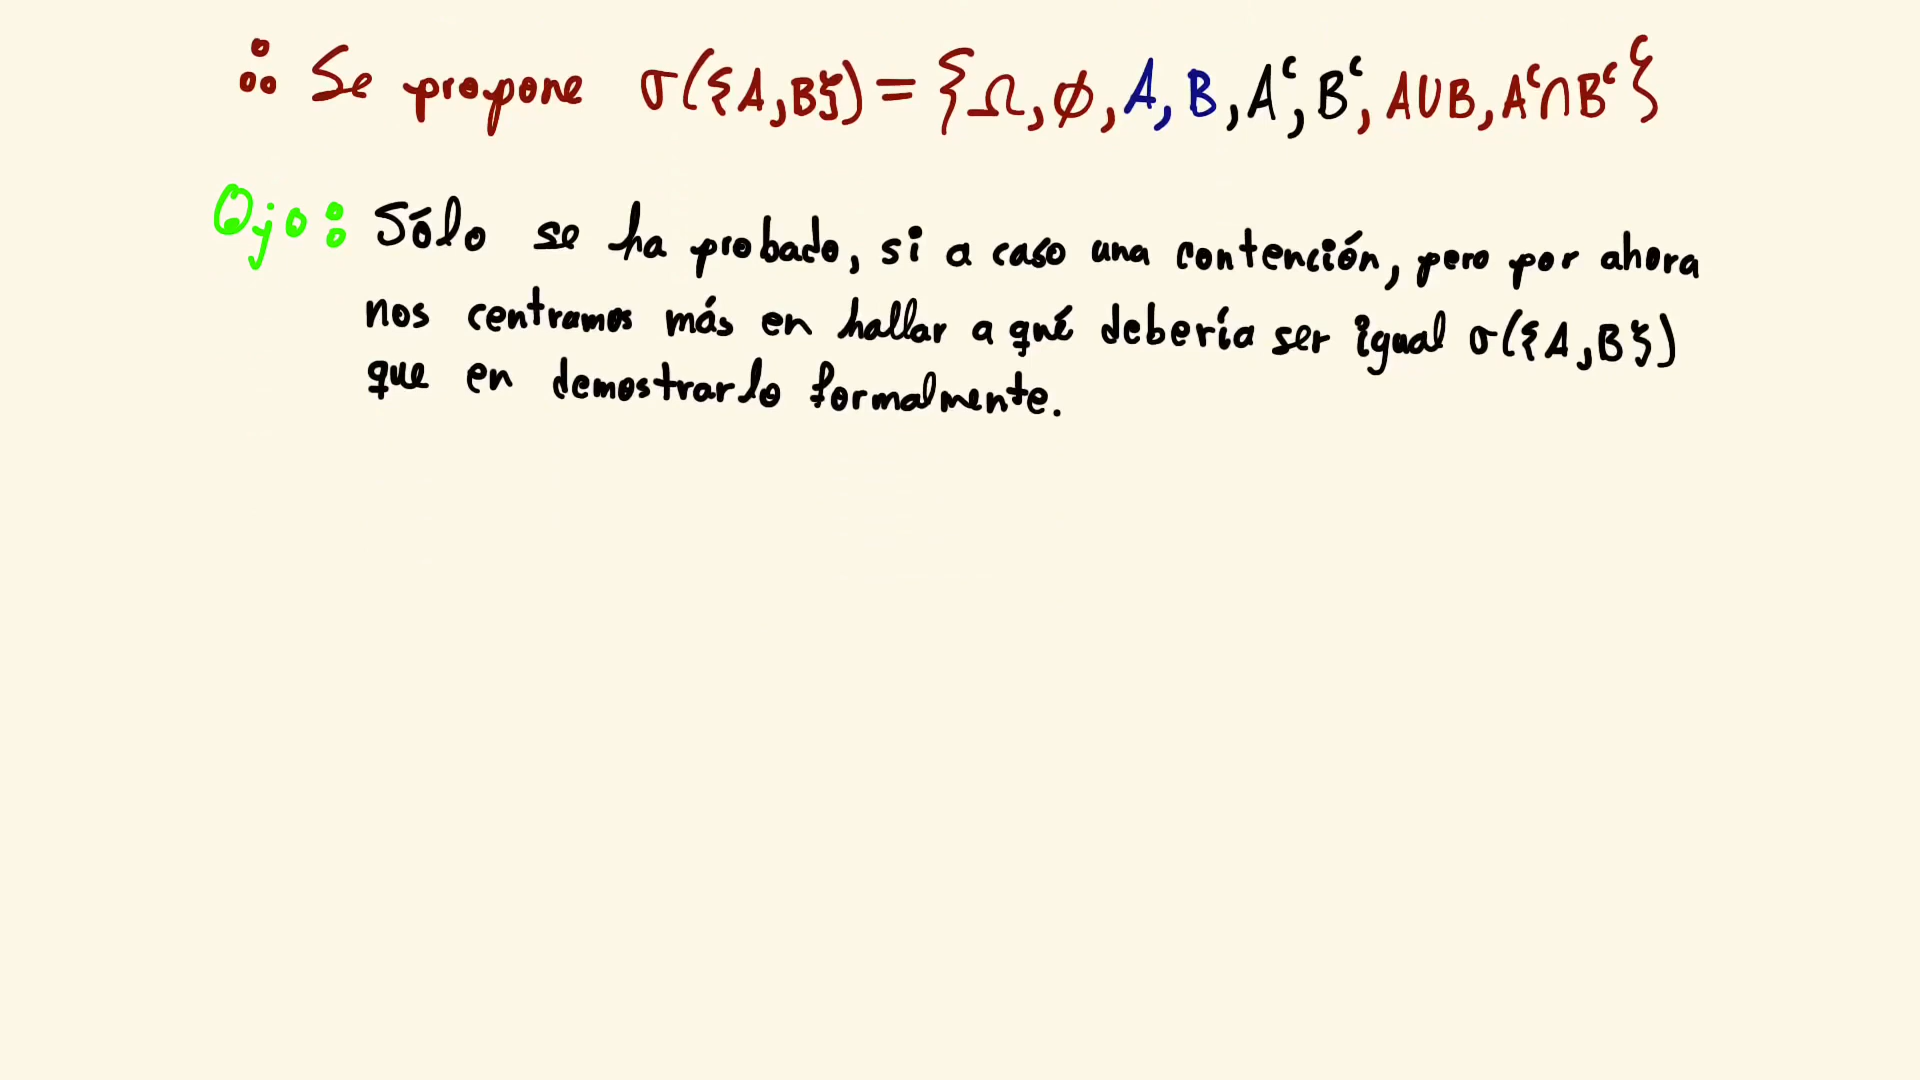 ∴ Se propone σ({A,B}) = {Ω, ∅, A, B, Aᶜ, Bᶜ, A∪B, Aᶜ∩Bᶜ}
Ojo: Sólo se ha probado, si a caso una contención, pero por ahora
nos centramos más en hallar a qué debería ser igual σ({A,B})
que en demostrarlo formalmente.